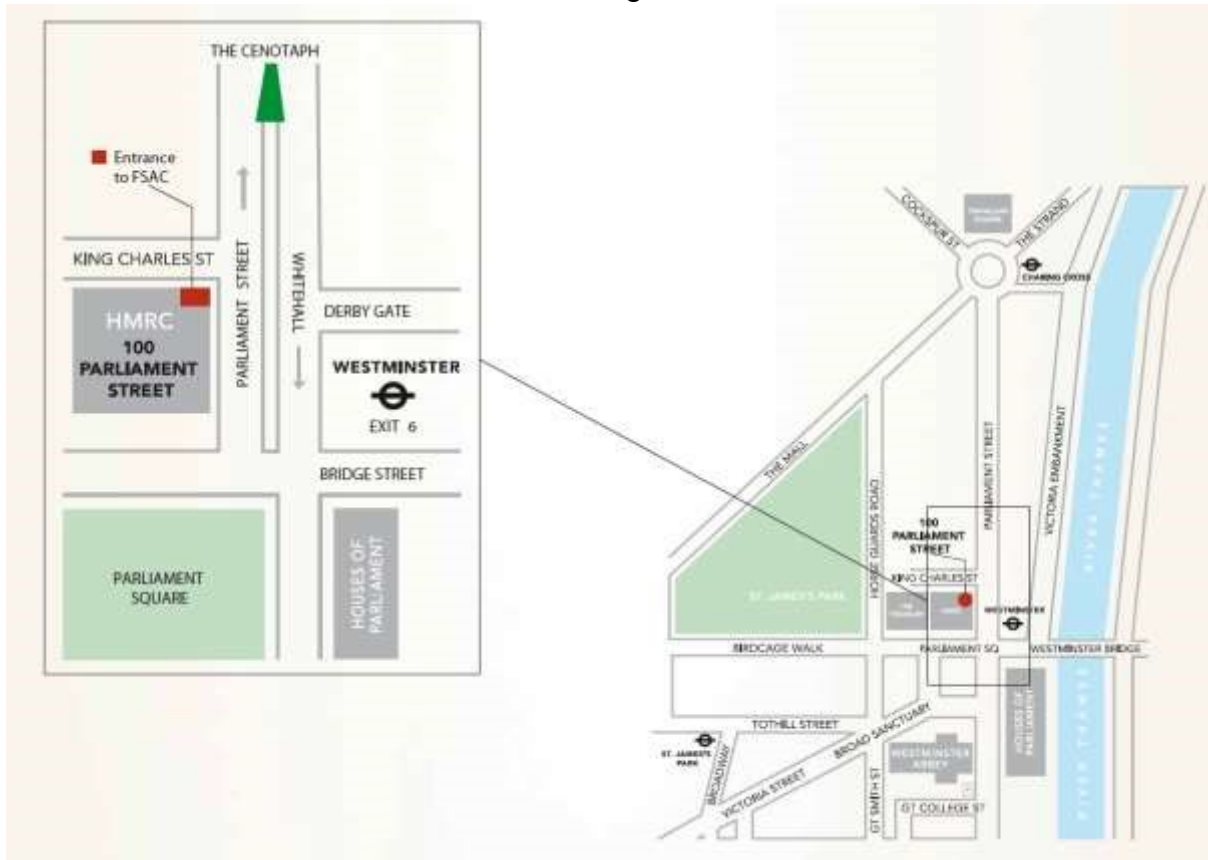 THE CENOTAPH
Entrance
to FSAC
KING CHARLES ST
PARLIAMENT STREET
WHITEHALL
DERBY GATE
HMRC
100
PARLIAMENT
STREET
WESTMINSTER
EXIT 6
BRIDGE STREET
PARLIAMENT
SQUARE
HOUSES OF
PARLIAMENT
COCKSPUR ST
THE STRAND
CHARING CROSS
THE MALL
HORSE GUARDS ROAD
PARLIAMENT STREET
VICTORIA EMBANKMENT
RIVER THAMES
100
PARLIAMENT
STREET
KING CHARLES ST
ST. JAMES'S PARK
WESTMINSTER
BIRDCAGE WALK
PARLIAMENT SQ
WESTMINSTER BRIDGE
HOUSES OF
PARLIAMENT
RIVER THAMES
TOTHILL STREET
BROAD SANCTUARY
ST. JAMES'S
PARK
BROADWAY
VICTORIA STREET
WESTMINSTER
ABBEY
GT SMITH ST
GT COLLEGE ST